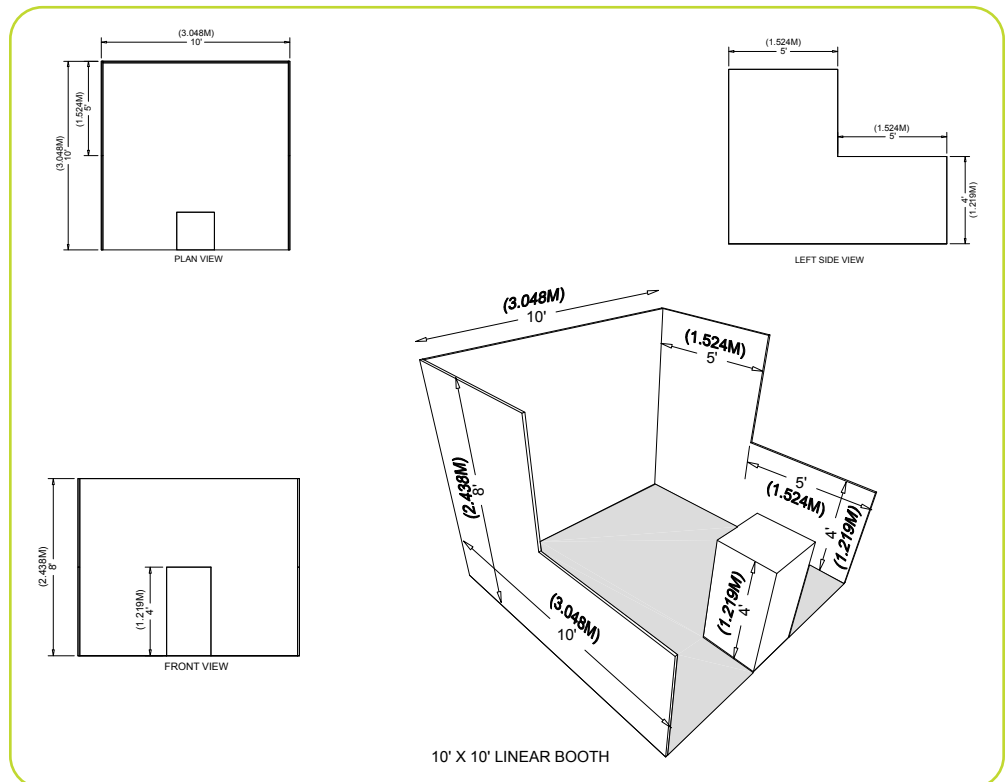 (3.048M)
10'
(1.524M)
5'
(3.048M)
10'
PLAN VIEW
(1.524M)
5'
(1.524M)
5'
4'
(1.219M)
LEFT SIDE VIEW
(3.048M)
10'
(1.524M)
5'
(2.438M)
8'
5'
(1.524M)
4'
(1.219M)
(1.219M)
4'
(3.048M)
10'
(2.438M)
8'
(1.219M)
4'
FRONT VIEW
10' X 10' LINEAR BOOTH